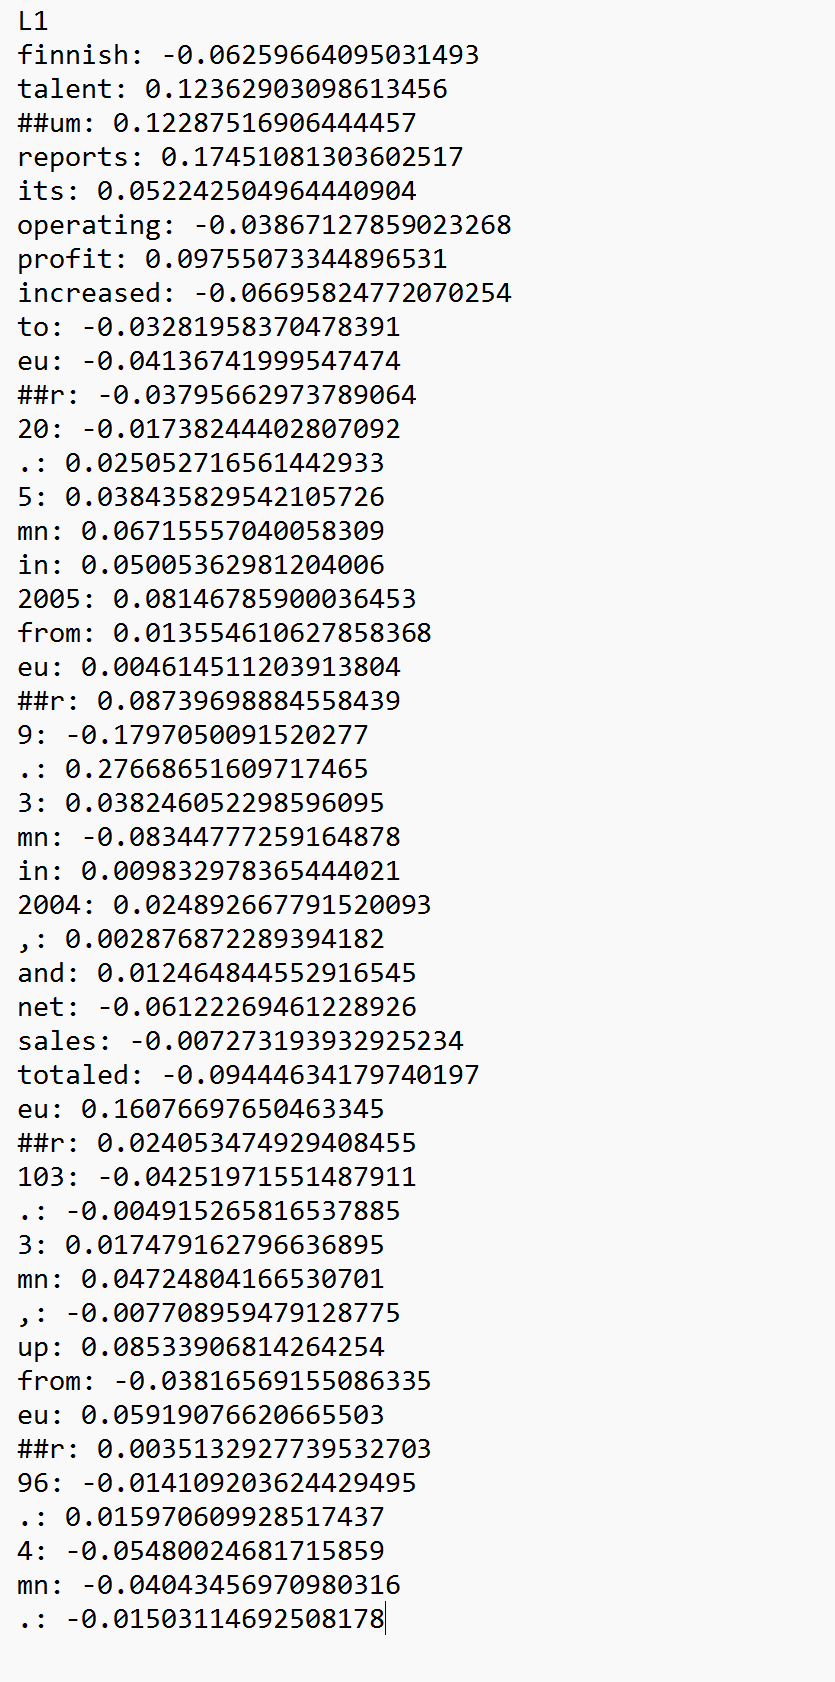 L1
finnish: -0.06259664095031493
talent: 0.12362903098613456
##um: 0.12287516906444457
reports: 0.17451081303602517
its: 0.052242504964440904
operating: -0.03867127859023268
profit: 0.09755073344896531
increased: -0.06695824772070254
to: -0.03281958370478391
eu: -0.04136741999547474
##r: -0.03795662973789064
20: -0.01738244402807092
.: 0.025052716561442933
5: 0.038435829542105726
mn: 0.06715557040058309
in: 0.05005362981204006
2005: 0.08146785900036453
from: 0.013554610627858368
eu: 0.004614511203913804
##r: 0.08739698884558439
9: -0.1797050091520277
.: 0.27668651609717465
3: 0.038246052298596095
mn: -0.08344777259164878
in: 0.009832978365444021
2004: 0.024892667791520093
,: 0.002876872289394182
and: 0.012464844552916545
net: -0.06122269461228926
sales: -0.007273193932925234
totaled: -0.09444634179740197
eu: 0.16076697650463345
##r: 0.024053474929408455
103: -0.04251971551487911
.: -0.004915265816537885
3: 0.017479162796636895
mn: 0.04724804166530701
,: -0.007708959479128775
up: 0.08533906814264254
from: -0.03816569155086335
eu: 0.05919076620665503
##r: 0.0035132927739532703
96: -0.014109203624429495
.: 0.015970609928517437
4: -0.05480024681715859
mn: -0.04043456970980316
.: -0.01503114692508178